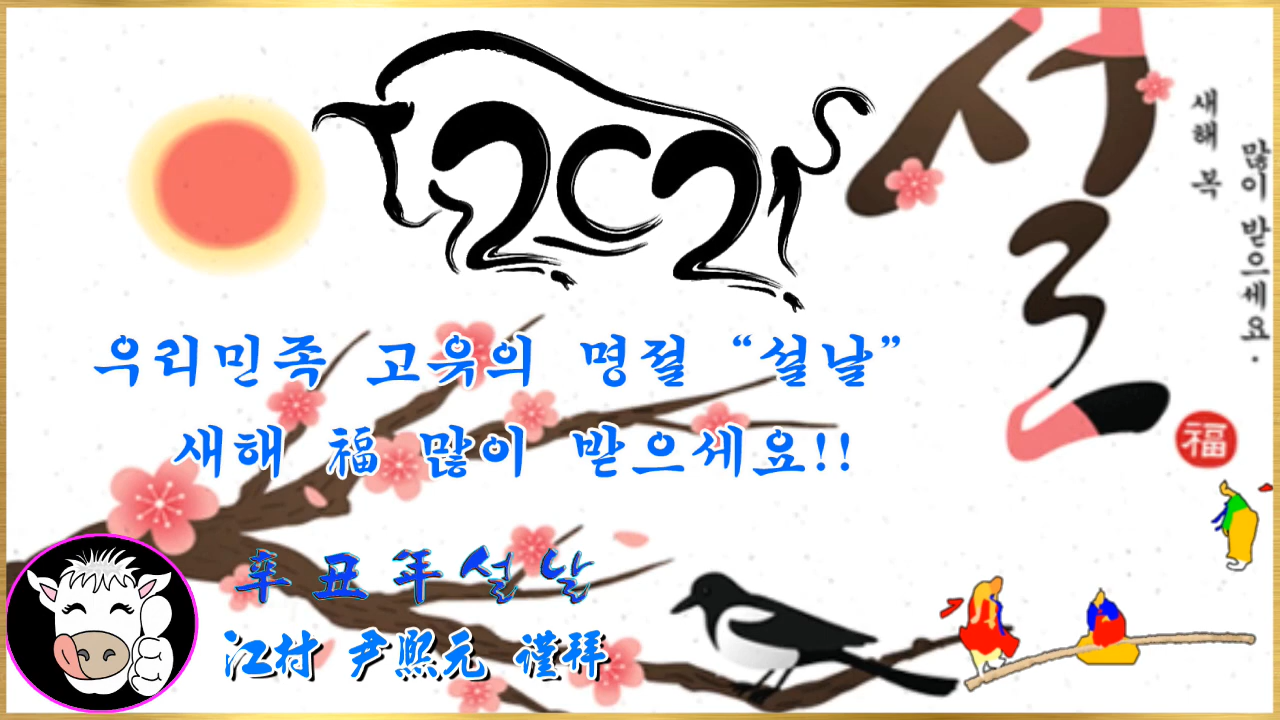 2021
설
새해 복
많이 받으세요.
福
우리민족 고유의 명절 “설날”
새해 福 많이 받으세요!!
辛丑年설날
江村 尹熙元 謹拜